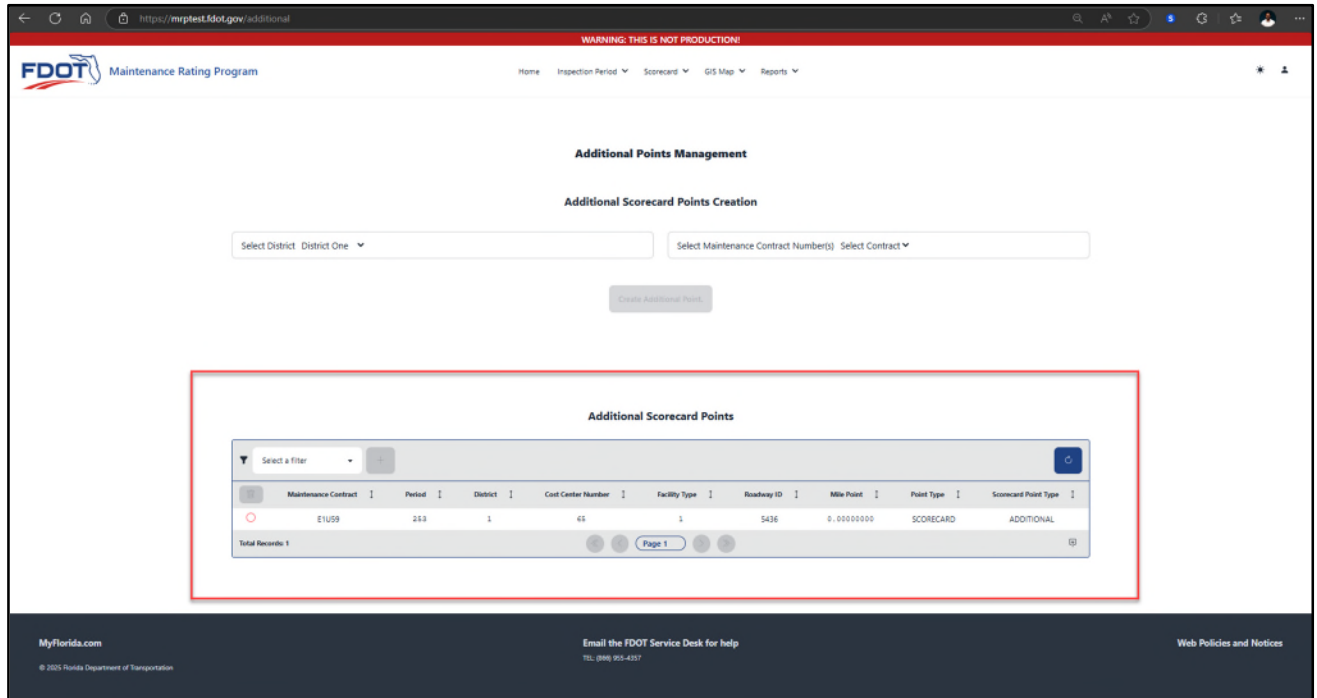 https://mrptest.fdot.gov/additional
WARNING: THIS IS NOT PRODUCTION!
FDOT Maintenance Rating Program Home Inspection Period Scorecard GIS Map Reports
Additional Points Management
Additional Scorecard Points Creation
Select District District One Select Maintenance Contract Number(s) Select Contract
Create Additional Point.
Additional Scorecard Points
Select a filter +
Maintenance Contract Period District Cost Center Number Facility Type Roadway ID Mile Point Point Type Scorecard Point Type
E1U59 253 1 65 1 5436 0.00000000 SCORECARD ADDITIONAL
Total Records: 1 Page 1
MyFlorida.com Email the FDOT Service Desk for help Web Policies and Notices
© 2025 Florida Department of Transportation TEL: (866) 955-4357